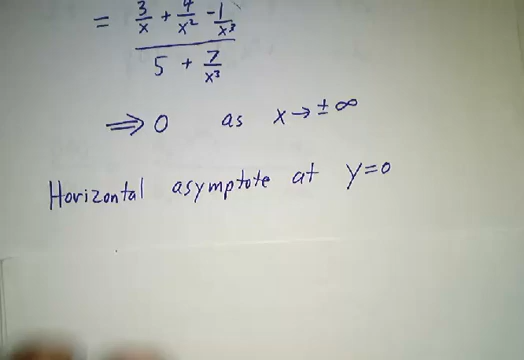 = 3/x + 4/x² - 1/x³
5 + 7/x³
⟹ 0 as x → ± ∞
Horizontal asymptote at y=0